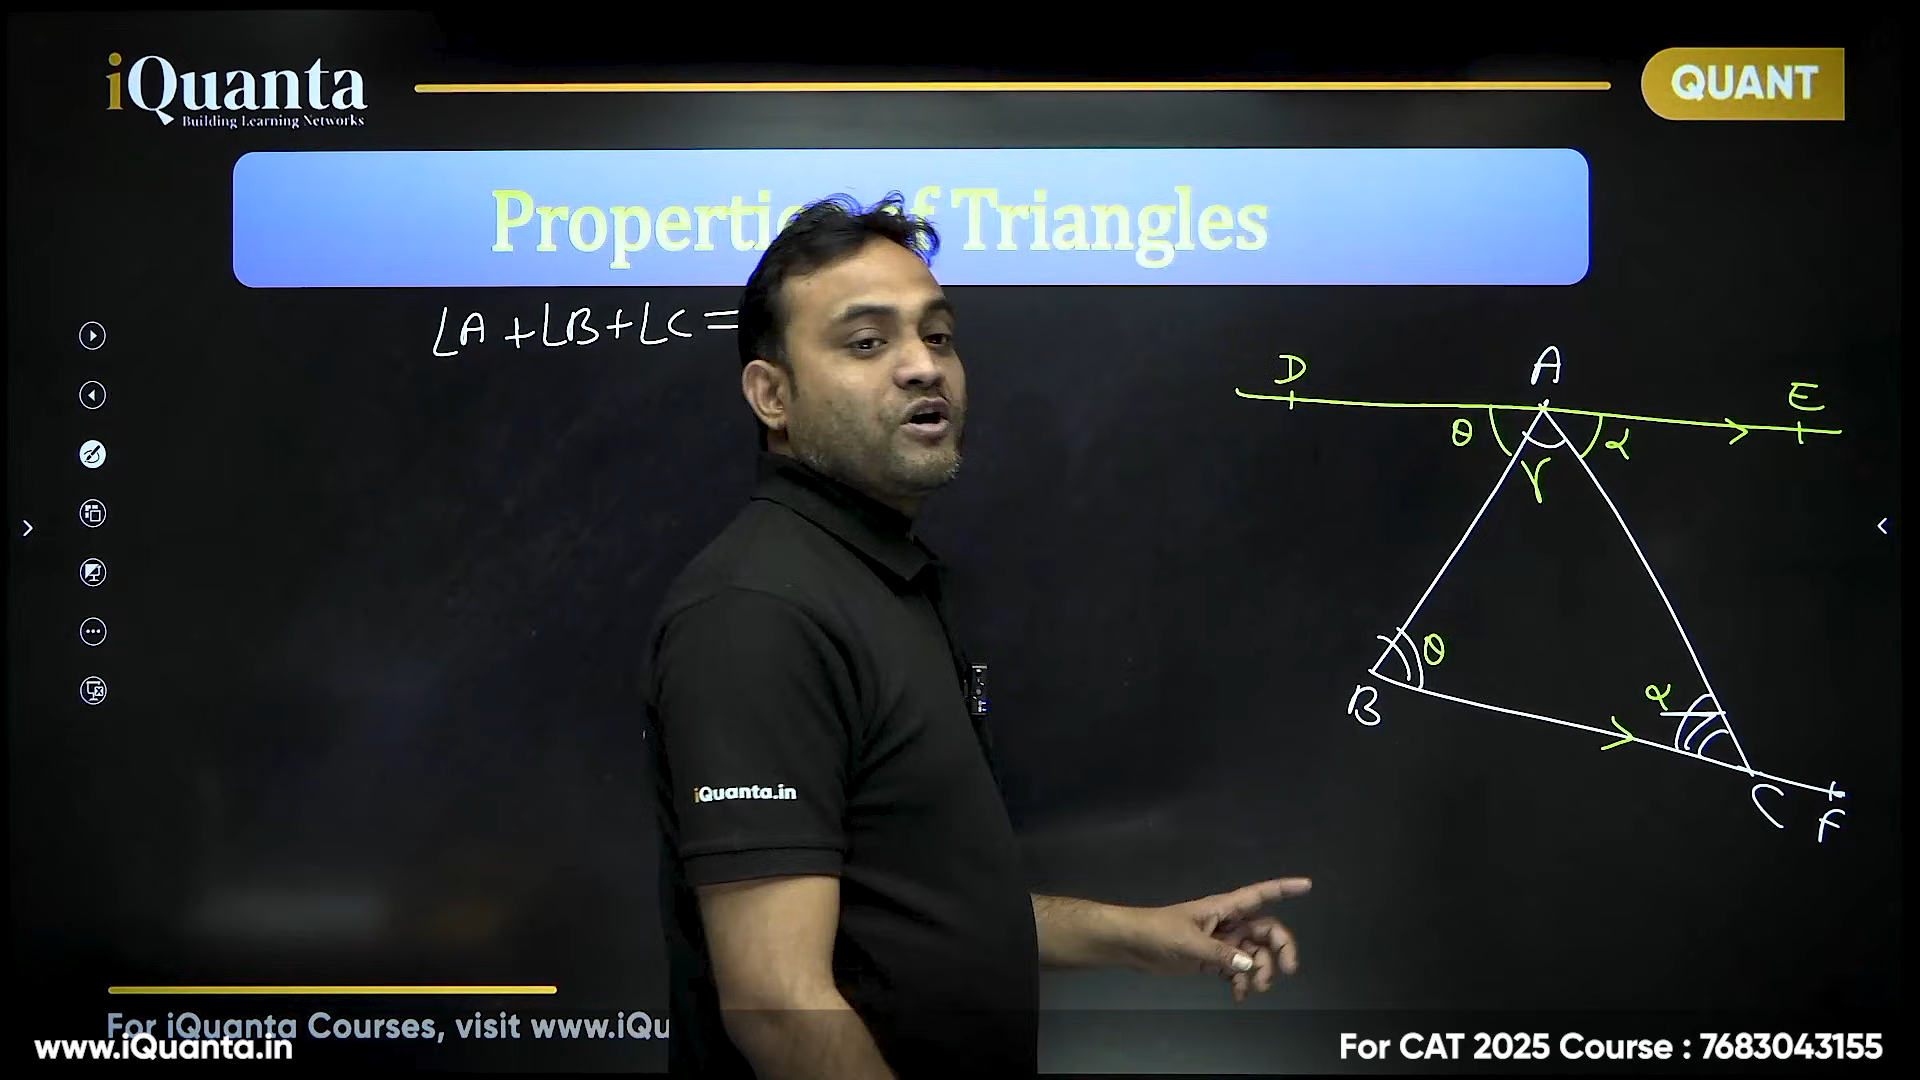 iQuanta
Building Learning Networks
QUANT
Properti f Triangles
∠A + ∠B + ∠C =
A
D
E
θ
α
γ
θ
B
α
C
F
iQuanta.in
For iQuanta Courses, visit www.iQu
www.iQuanta.in
For CAT 2025 Course : 7683043155